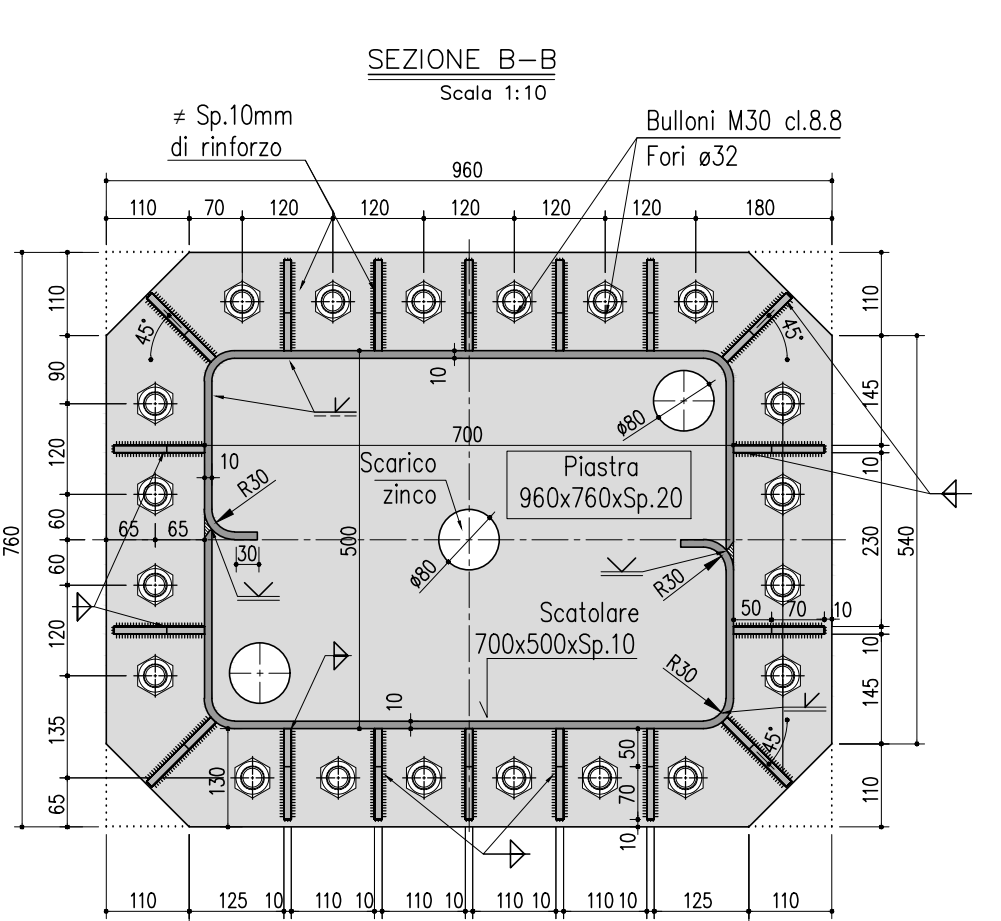 SEZIONE B-B
Scala 1:10
≠ Sp.10mm
di rinforzo
Bulloni M30 cl.8.8
Fori ø32
960
110 70 120 120 120 120 120 180
110
90
120
60
60
120
135
65
760
45°
45°
110
145
10
230
10
145
110
540
10
ø80
700
10
R30
Scarico
zinco
Piastra
960x760xSp.20
65 65
30
500
ø80
R30
50 70 10
Scatolare
700x500xSp.10
R30
10
45°
130
50
70
10
110 125 10 110 10 110 10 110 10 110 10 125 110